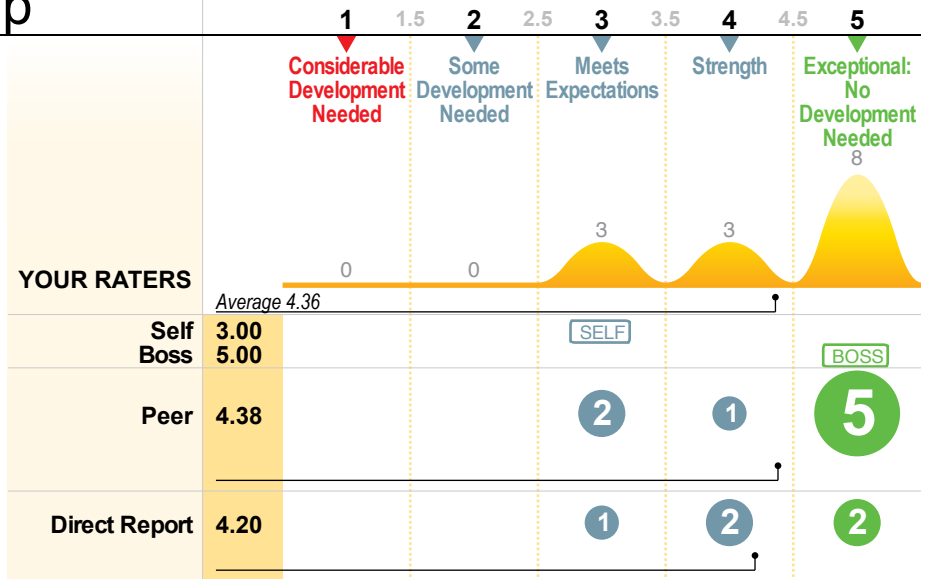 p
1 1.5 2 2.5 3 3.5 4 4.5 5
Considerable Development Needed
Some Development Needed
Meets Expectations
Strength
Exceptional: No Development Needed
8
3 3
0 0
YOUR RATERS
Average 4.36
Self 3.00 SELF
Boss 5.00 BOSS
Peer 4.38 2 1 5
Direct Report 4.20 1 2 2